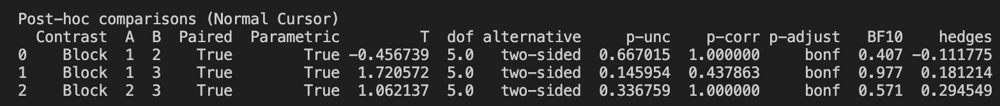 Post-hoc comparisons (Normal Cursor)
Contrast A B Paired Parametric T dof alternative p-unc p-corr p-adjust BF10 hedges
0 Block 1 2 True True -0.456739 5.0 two-sided 0.667015 1.000000 bonf 0.407 -0.111775
1 Block 1 3 True True 1.720572 5.0 two-sided 0.145954 0.437863 bonf 0.977 0.181214
2 Block 2 3 True True 1.062137 5.0 two-sided 0.336759 1.000000 bonf 0.571 0.294549